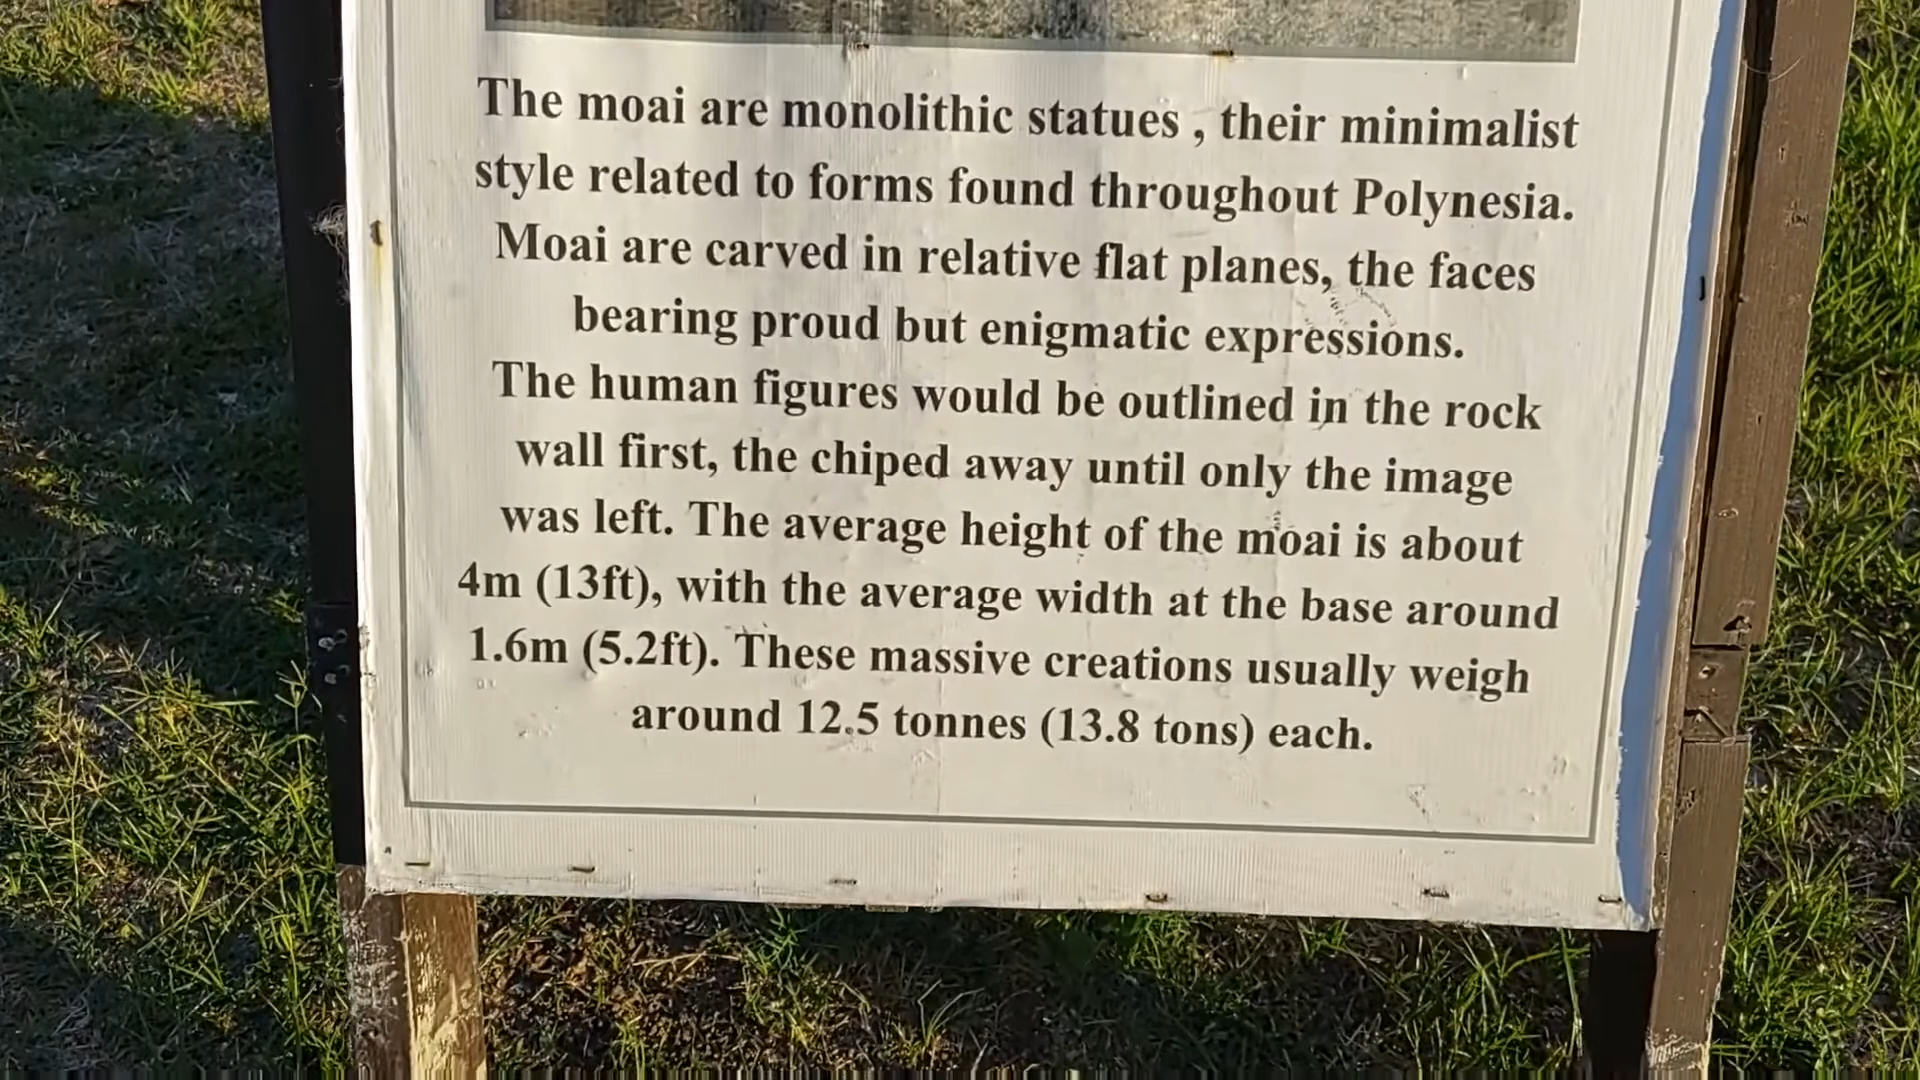 The moai are monolithic statues , their minimalist
style related to forms found throughout Polynesia.
Moai are carved in relative flat planes, the faces
bearing proud but enigmatic expressions.
The human figures would be outlined in the rock
wall first, the chiped away until only the image
was left. The average height of the moai is about
4m (13ft), with the average width at the base around
1.6m (5.2ft). These massive creations usually weigh
around 12.5 tonnes (13.8 tons) each.